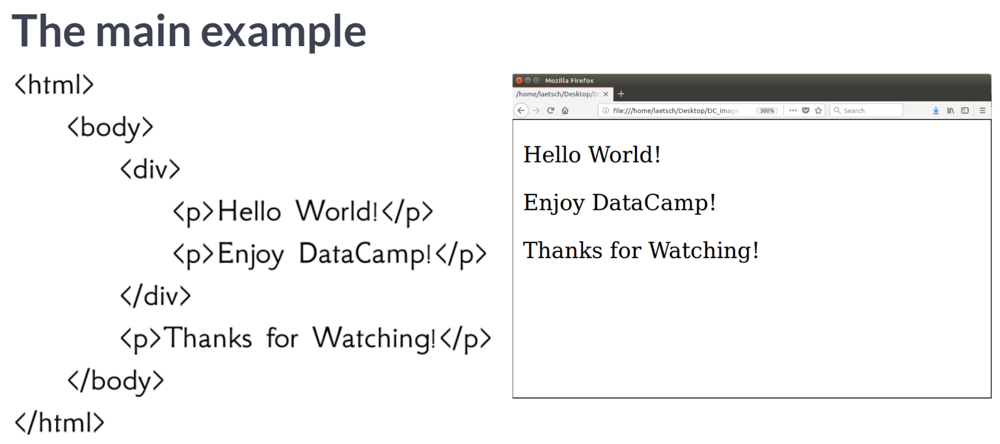 The main example
<html>
<body>
<div>
<p>Hello World!</p>
<p>Enjoy DataCamp!</p>
</div>
<p>Thanks for Watching!</p>
</body>
</html>
Mozilla Firefox
/home/laetsch/Desktop/DC
file:///home/laetsch/Desktop/DC_image 300% Search
Hello World!
Enjoy DataCamp!
Thanks for Watching!